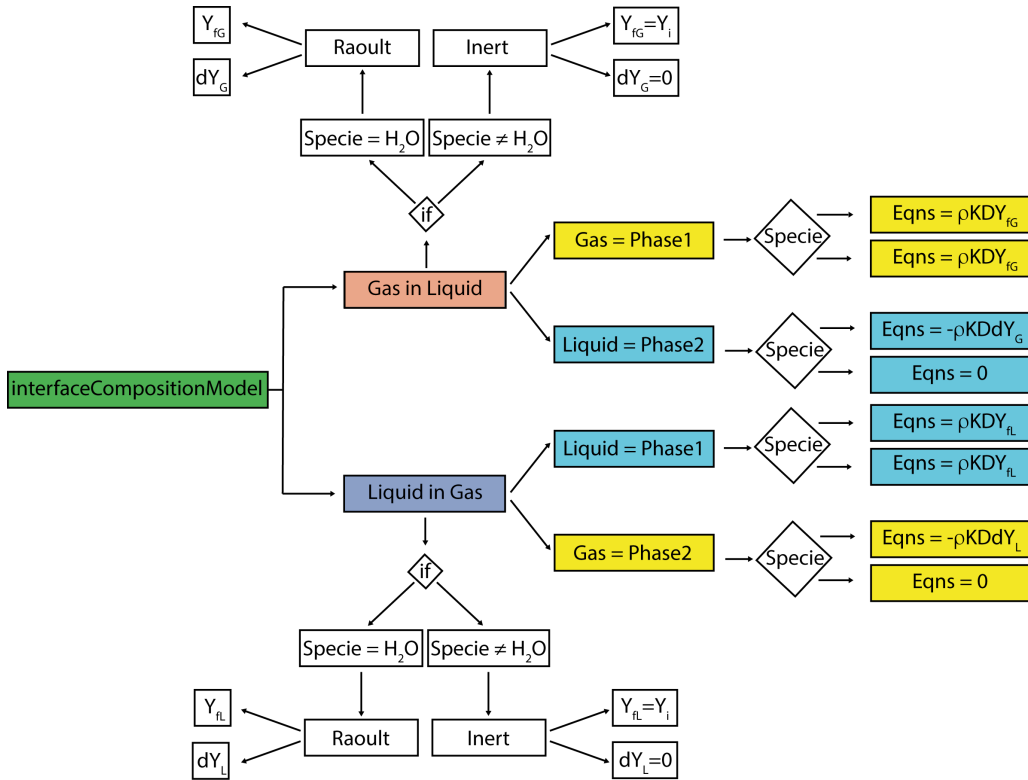 Y_fG
Raoult
Inert
Y_fG=Y_i
dY_G
dY_G=0
Specie = H₂O
Specie ≠ H₂O
if
Gas = Phase1
Specie
Eqns = ρKDY_fG
Eqns = ρKDY_fG
Gas in Liquid
Liquid = Phase2
Specie
Eqns = -ρKDdY_G
Eqns = 0
interfaceCompositionModel
Liquid = Phase1
Specie
Eqns = ρKDY_fL
Eqns = ρKDY_fL
Liquid in Gas
Gas = Phase2
Specie
Eqns = -ρKDdY_L
Eqns = 0
if
Specie = H₂O
Specie ≠ H₂O
Y_fL
Raoult
Inert
Y_fL=Y_i
dY_L
dY_L=0